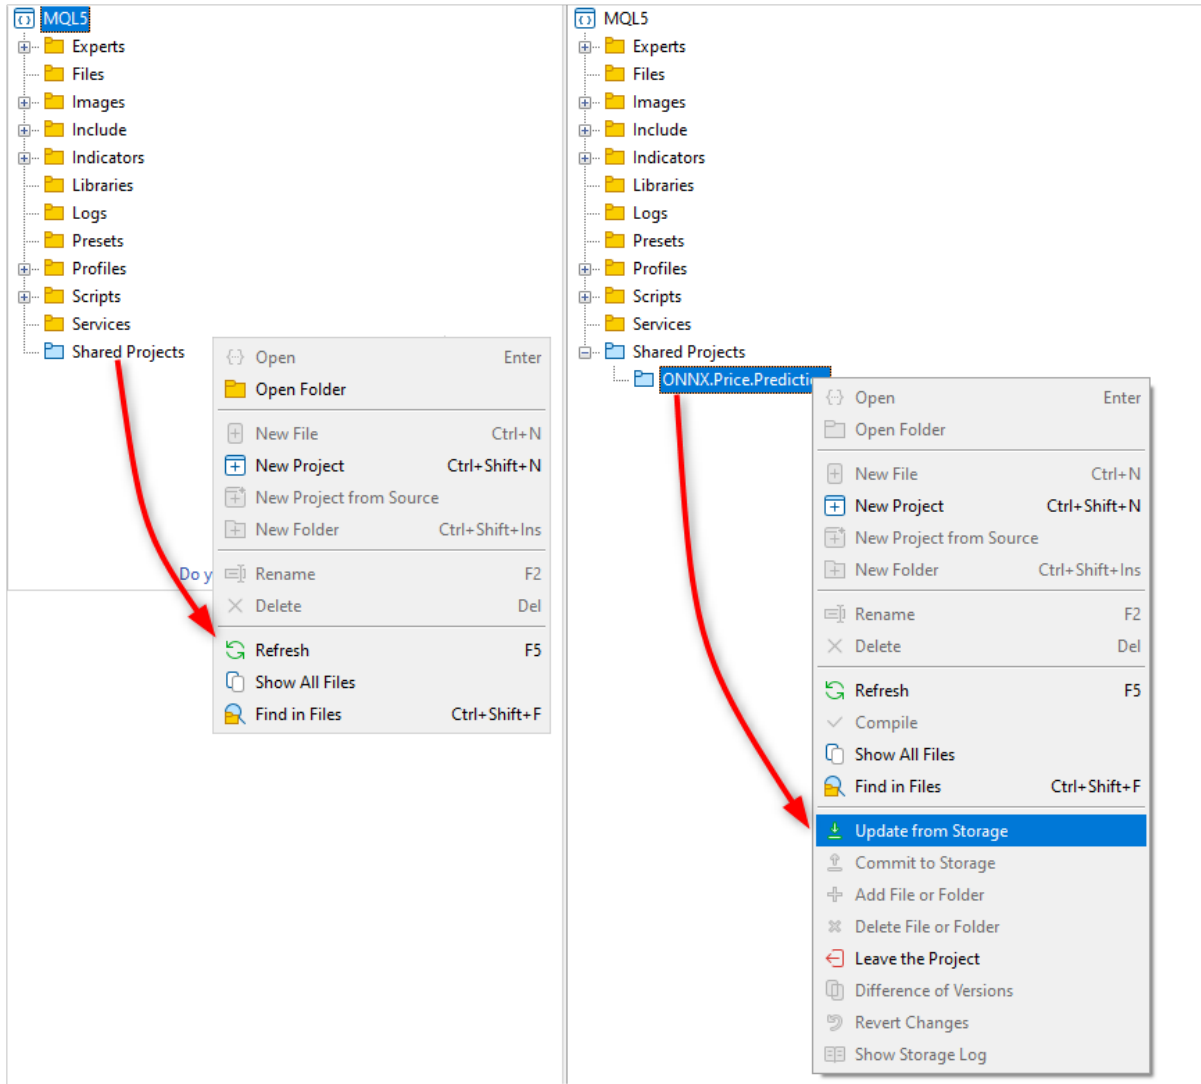 MQL5
Experts
Files
Images
Include
Indicators
Libraries
Logs
Presets
Profiles
Scripts
Services
Shared Projects
Open Enter
Open Folder
New File Ctrl+N
New Project Ctrl+Shift+N
New Project from Source
New Folder Ctrl+Shift+Ins
Do y
Rename F2
Delete Del
Refresh F5
Show All Files
Find in Files Ctrl+Shift+F
MQL5
Experts
Files
Images
Include
Indicators
Libraries
Logs
Presets
Profiles
Scripts
Services
Shared Projects
ONNX.Price.Predictio
Open Enter
Open Folder
New File Ctrl+N
New Project Ctrl+Shift+N
New Project from Source
New Folder Ctrl+Shift+Ins
Rename F2
Delete Del
Refresh F5
Compile
Show All Files
Find in Files Ctrl+Shift+F
Update from Storage
Commit to Storage
Add File or Folder
Delete File or Folder
Leave the Project
Difference of Versions
Revert Changes
Show Storage Log